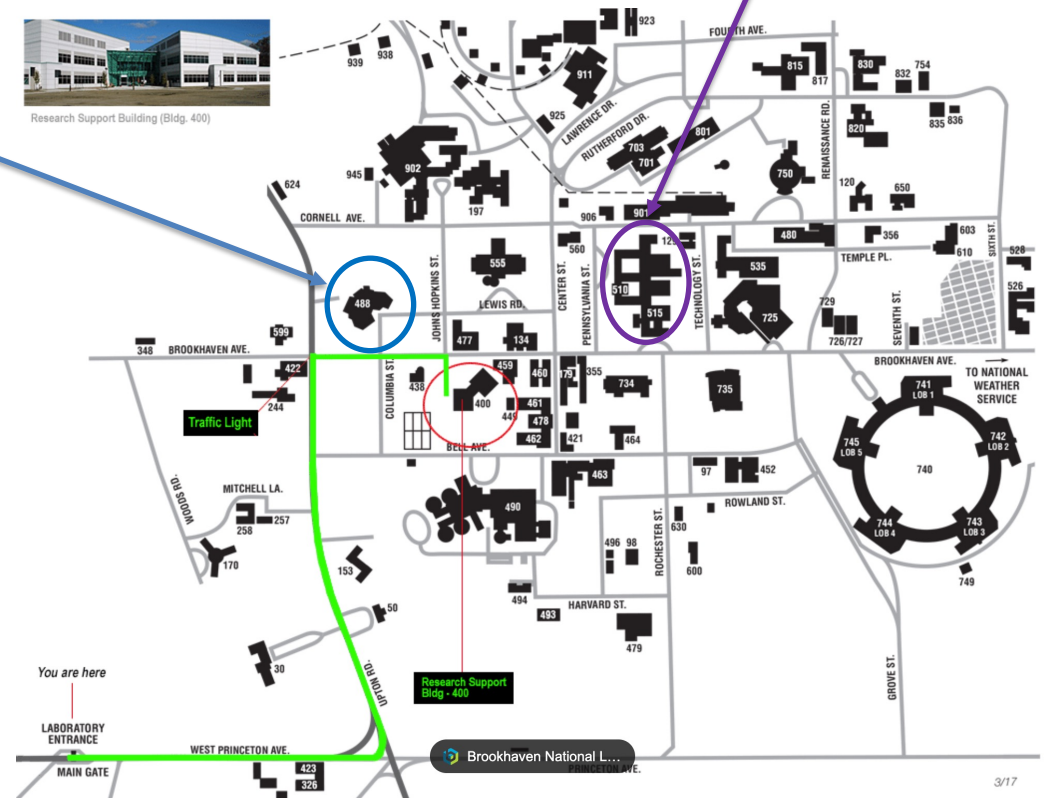 923
FOURTH AVE.
939
938
911
815
817
830
832
754
Research Support Building (Bldg. 400)
925
LAWRENCE DR.
RUTHERFORD DR.
801
703
701
RENAISSANCE RD.
820
835
836
902
945
624
197
750
120
650
CORNELL AVE.
906
901
560
555
480
356
603
610
SIXTH ST.
528
TEMPLE PL.
JOHNS HOPKINS ST.
CENTER ST.
PENNSYLVANIA ST.
TECHNOLOGY ST.
535
510
515
725
488
LEWIS RD.
729
726/727
SEVENTH ST.
526
599
477
134
348
BROOKHAVEN AVE.
BROOKHAVEN AVE.
TO NATIONAL
WEATHER
SERVICE
422
244
Traffic Light
COLUMBIA ST.
438
459
460
400
449
461
478
462
179
355
421
734
464
735
BELL AVE.
741
LOB 1
742
LOB 2
745
LOB 5
740
744
LOB 4
743
LOB 3
749
463
97
452
ROWLAND ST.
WOODS RD.
MITCHELL LA.
258
257
490
630
ROCHESTER ST.
496
98
600
170
153
494
493
HARVARD ST.
479
50
30
UPTON RD.
GROVE ST.
You are here
Research Support
Bldg - 400
LABORATORY
ENTRANCE
WEST PRINCETON AVE.
MAIN GATE
423
326
Brookhaven National L...
PRINCETON AVE.
3/17